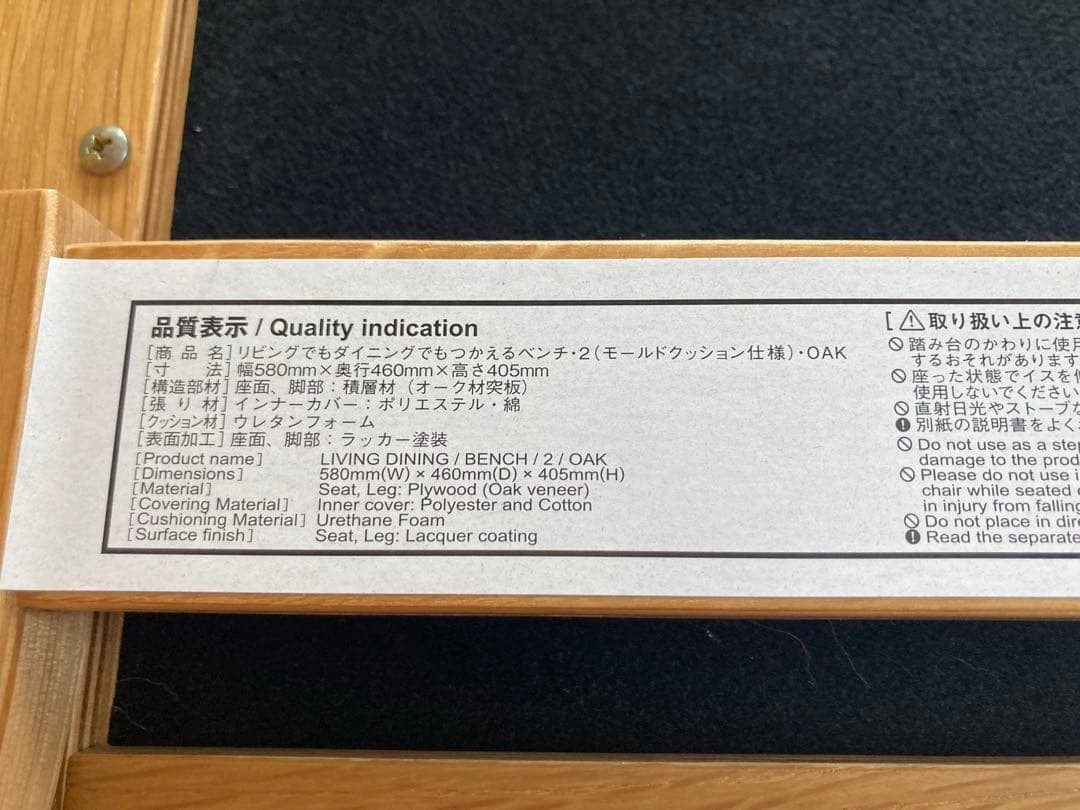 品質表示 / Quality indication
[商 品 名] リビングでもダイニングでもつかえるベンチ・2(モールドクッション仕様)・OAK
[寸 法] 幅580mm×奥行460mm×高さ405mm
[構造部材] 座面、脚部：積層材（オーク材突板）
[張 り 材] インナーカバー：ポリエステル・綿
[クッション材] ウレタンフォーム
[表面加工] 座面、脚部：ラッカー塗装
[Product name] LIVING DINING / BENCH / 2 / OAK
[Dimensions] 580mm(W) × 460mm(D) × 405mm(H)
[Material] Seat, Leg: Plywood (Oak veneer)
[Covering Material] Inner cover: Polyester and Cotton
[Cushioning Material] Urethane Foam
[Surface finish] Seat, Leg: Lacquer coating
[ ⚠取り扱い上の注意
踏み台のかわりに使用
するおそれがあります
座った状態でイスを
使用しないでください
直射日光やストーブな
別紙の説明書をよく
Do not use as a step
damage to the prod
Please do not use i
chair while seated
in injury from falling
Do not place in dire
Read the separate